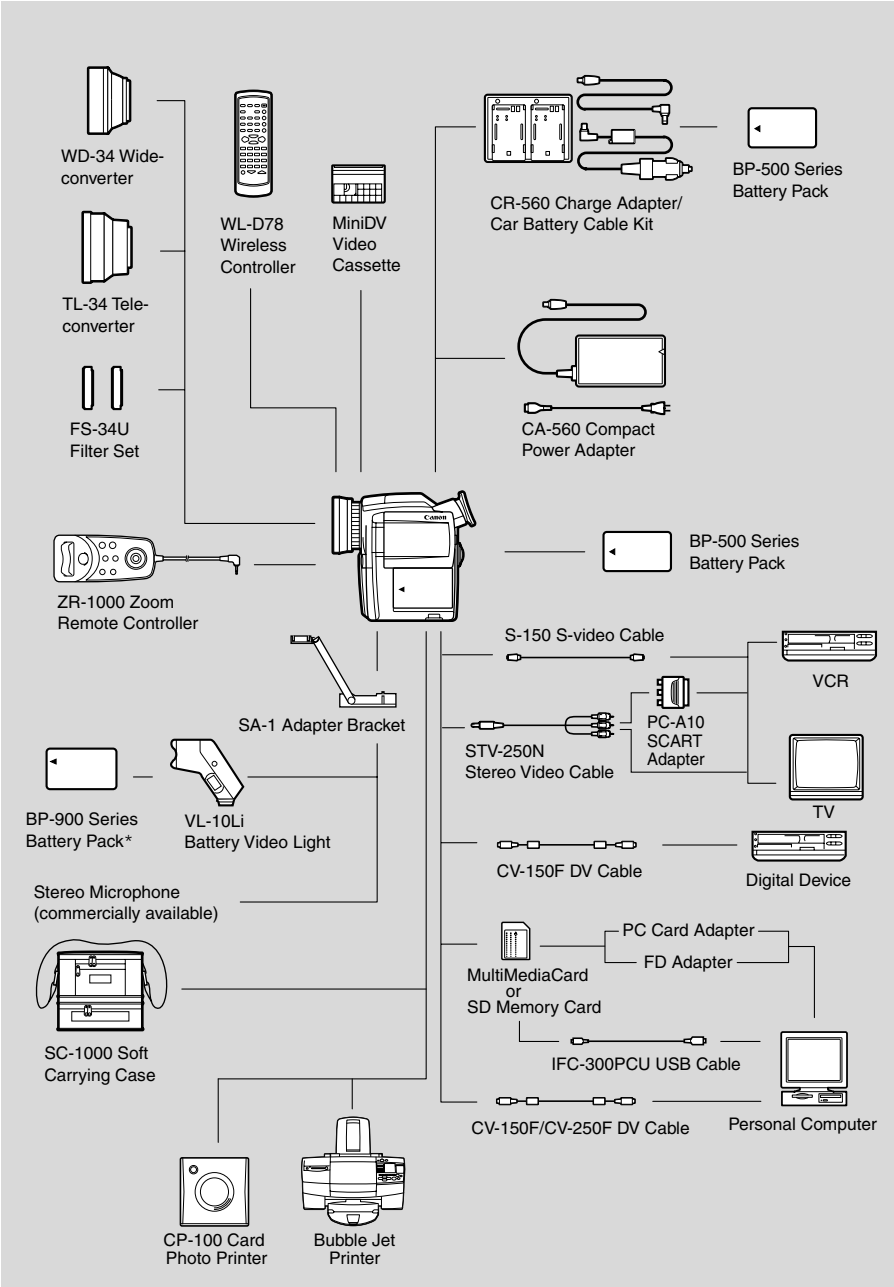 WD-34 Wide-
converter
WL-D78
Wireless
Controller
MiniDV
Video
Cassette
CR-560 Charge Adapter/
Car Battery Cable Kit
BP-500 Series
Battery Pack
TL-34 Tele-
converter
CA-560 Compact
Power Adapter
FS-34U
Filter Set
Canon
BP-500 Series
Battery Pack
ZR-1000 Zoom
Remote Controller
S-150 S-video Cable
VCR
SA-1 Adapter Bracket
STV-250N
Stereo Video Cable
PC-A10
SCART
Adapter
TV
BP-900 Series
Battery Pack*
VL-10Li
Battery Video Light
CV-150F DV Cable
Digital Device
Stereo Microphone
(commercially available)
PC Card Adapter
FD Adapter
MultiMediaCard
or
SD Memory Card
SC-1000 Soft
Carrying Case
IFC-300PCU USB Cable
CV-150F/CV-250F DV Cable
Personal Computer
CP-100 Card
Photo Printer
Bubble Jet
Printer